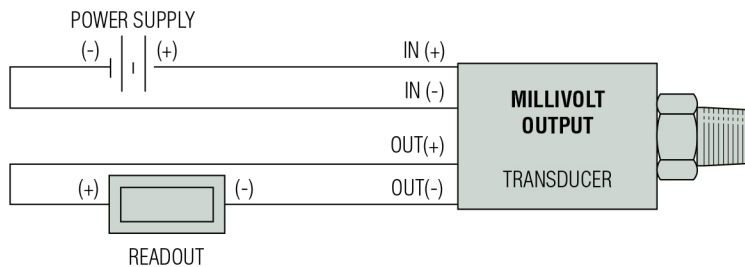 POWER SUPPLY
(-) (+) IN (+)
IN (-)
MILLIVOLT
OUTPUT
OUT(+)
TRANSDUCER
(+) (-) OUT(-)
READOUT